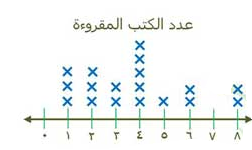 عدد الكتب المقروءة
٠ ١ ٢ ٣ ٤ ٥ ٦ ٧ ٨